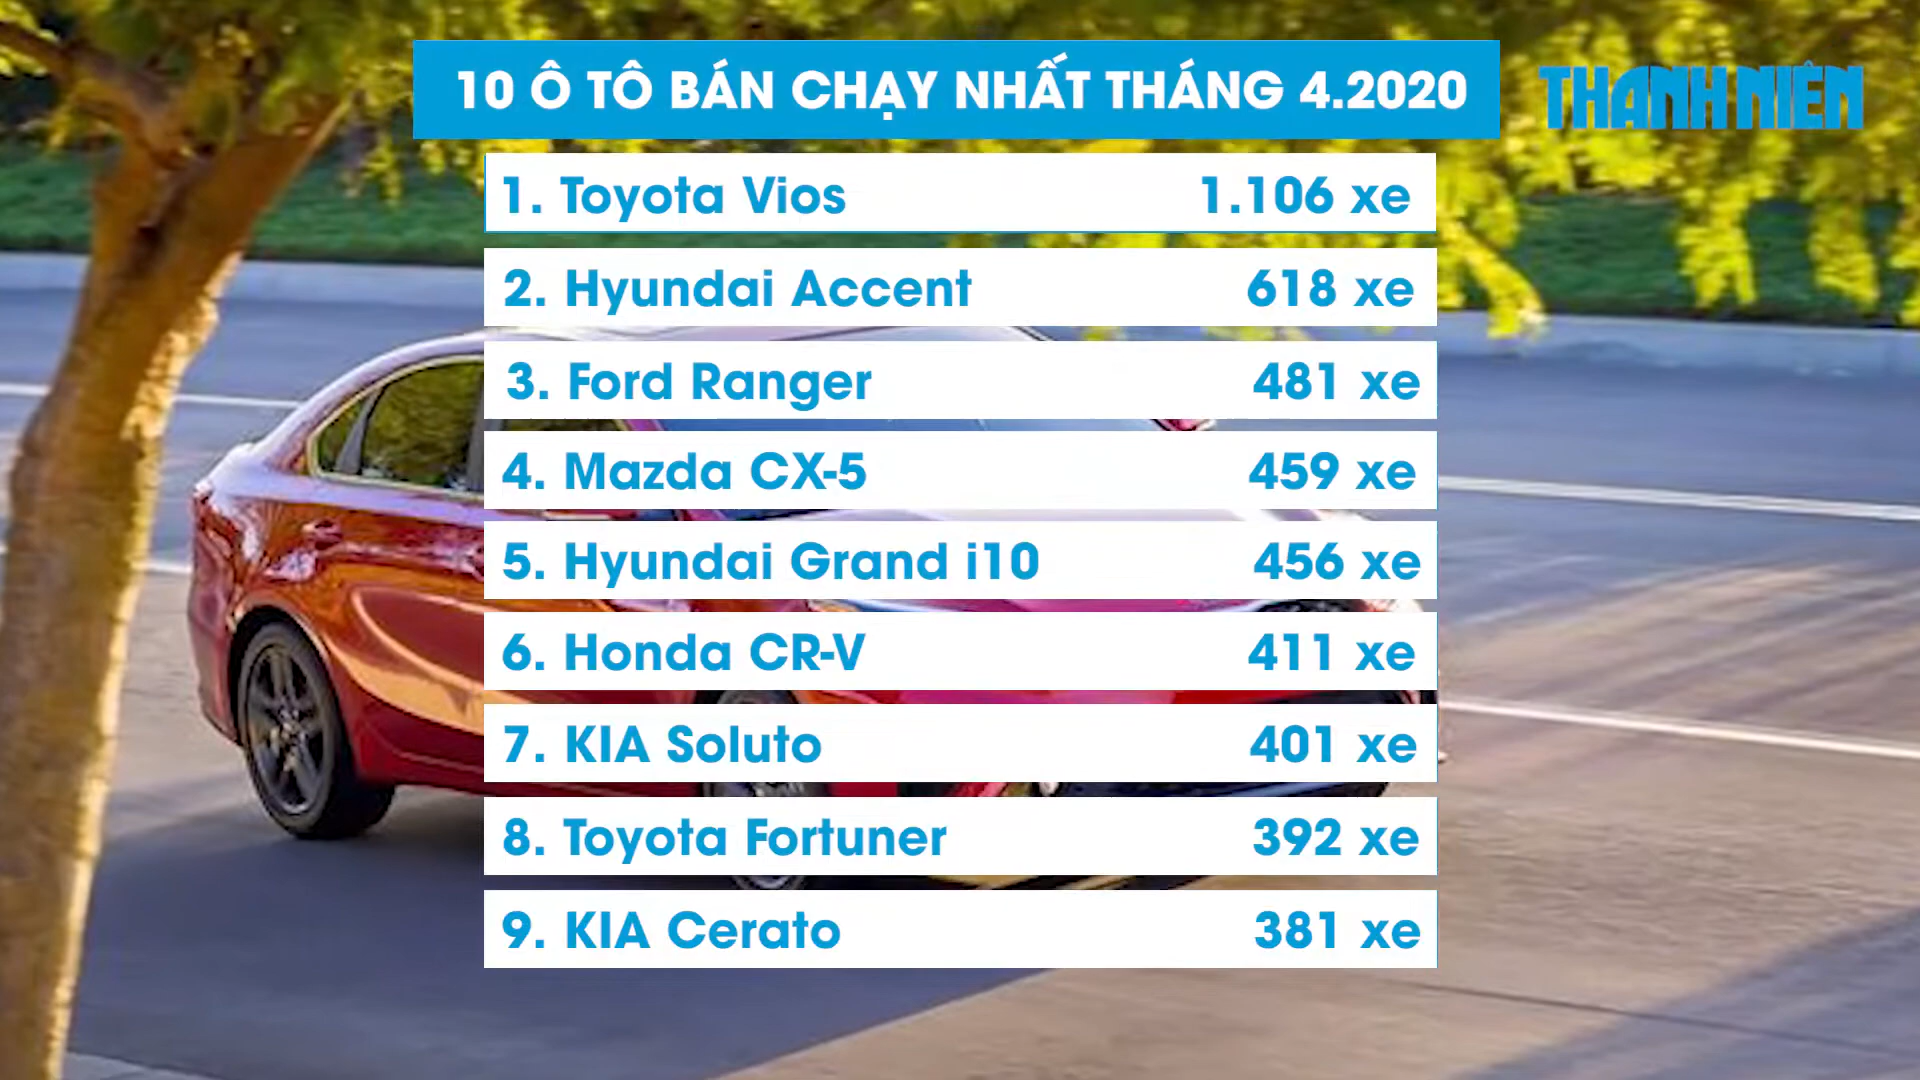 10 Ô TÔ BÁN CHẠY NHẤT THÁNG 4.2020
THANH NIÊN
1. Toyota Vios 1.106 xe
2. Hyundai Accent 618 xe
3. Ford Ranger 481 xe
4. Mazda CX-5 459 xe
5. Hyundai Grand i10 456 xe
6. Honda CR-V 411 xe
7. KIA Soluto 401 xe
8. Toyota Fortuner 392 xe
9. KIA Cerato 381 xe